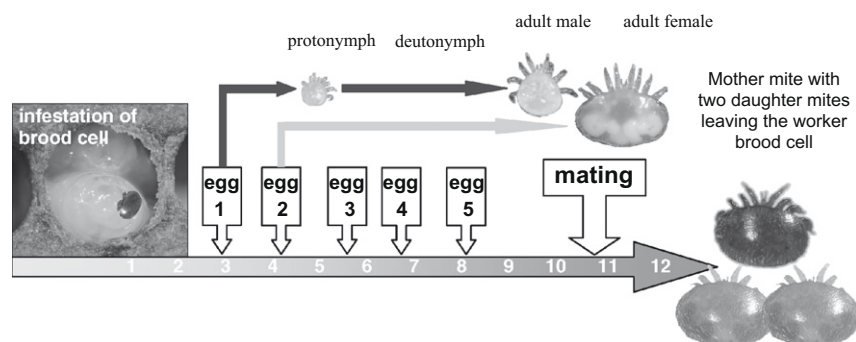 protonymph
deutonymph
adult male
adult female
Mother mite with
two daughter mites
leaving the worker
brood cell
infestation of
brood cell
egg
1
egg
2
egg
3
egg
4
egg
5
mating
1 2 3 4 5 6 7 8 9 10 11 12